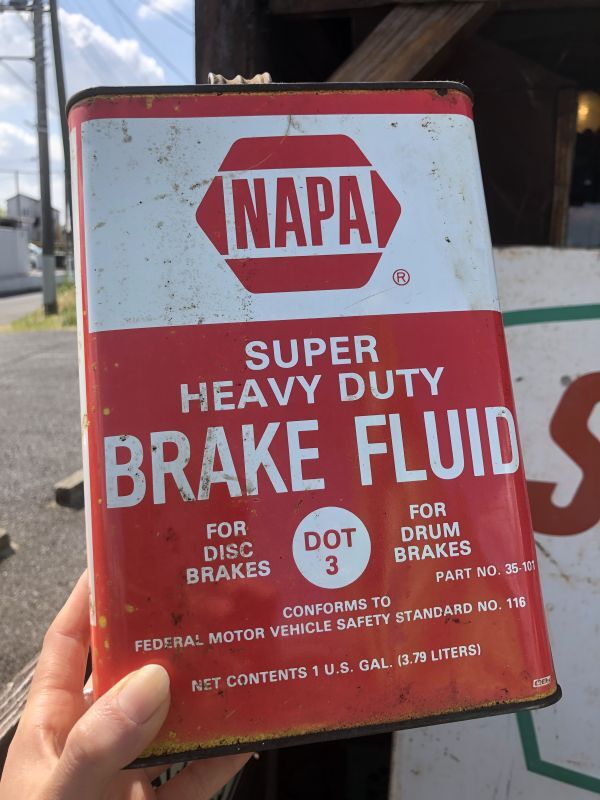 NAPA
®
SUPER
HEAVY DUTY
BRAKE FLUID
FOR
DISC
BRAKES
DOT
3
FOR
DRUM
BRAKES
PART NO. 35-101
CONFORMS TO
FEDERAL MOTOR VEHICLE SAFETY STANDARD NO. 116
NET CONTENTS 1 U.S. GAL. (3.79 LITERS)
S